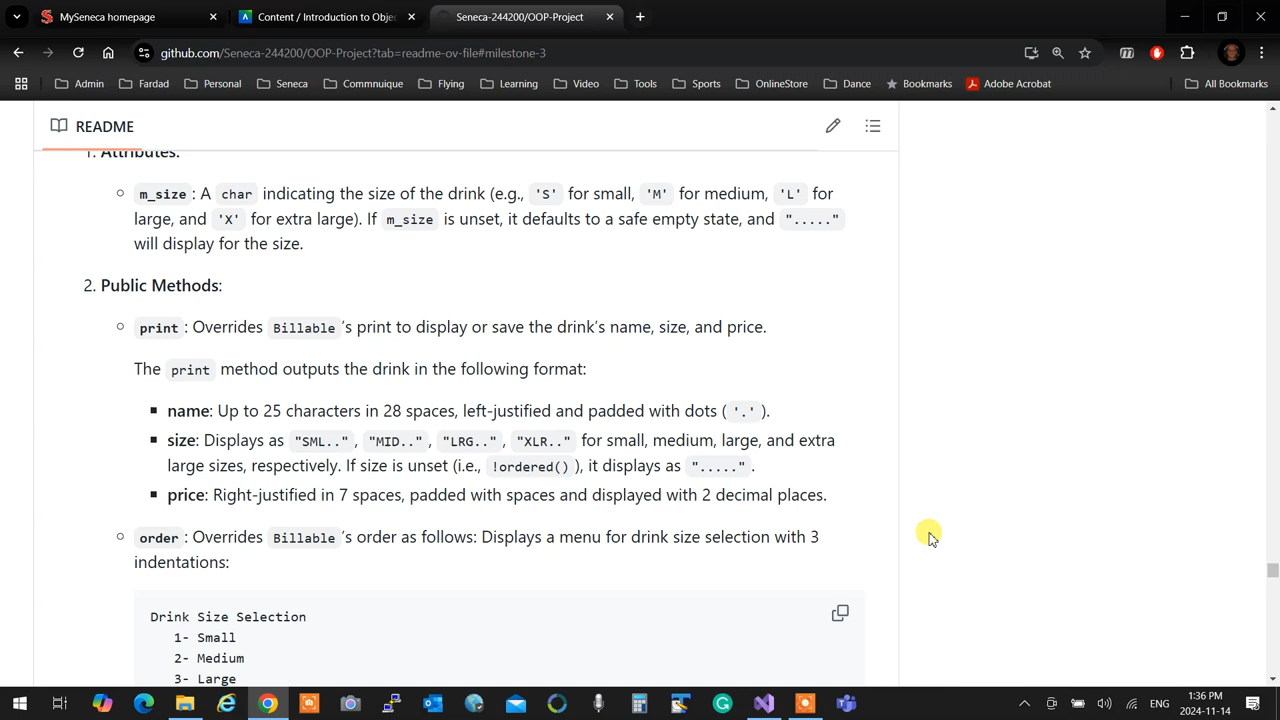 MySeneca homepage
Content / Introduction to Obje
Seneca-244200/OOP-Project
github.com/Seneca-244200/OOP-Project?tab=readme-ov-file#milestone-3
Admin Fardad Personal Seneca Commnuique Flying Learning Video Tools Sports OnlineStore Dance Bookmarks Adobe Acrobat All Bookmarks
README
1. Attributes:
m_size : A char indicating the size of the drink (e.g., 'S' for small, 'M' for medium, 'L' for
large, and 'X' for extra large). If m_size is unset, it defaults to a safe empty state, and "....."
will display for the size.
2. Public Methods:
print : Overrides Billable's print to display or save the drink's name, size, and price.
The print method outputs the drink in the following format:
name: Up to 25 characters in 28 spaces, left-justified and padded with dots ( '.' ).
size: Displays as "SML..", "MID..", "LRG..", "XLR.." for small, medium, large, and extra
large sizes, respectively. If size is unset (i.e., !ordered() ), it displays as ".....".
price: Right-justified in 7 spaces, padded with spaces and displayed with 2 decimal places.
order : Overrides Billable's order as follows: Displays a menu for drink size selection with 3
indentations:
Drink Size Selection
1- Small
2- Medium
3- Large
ENG
1:36 PM
2024-11-14